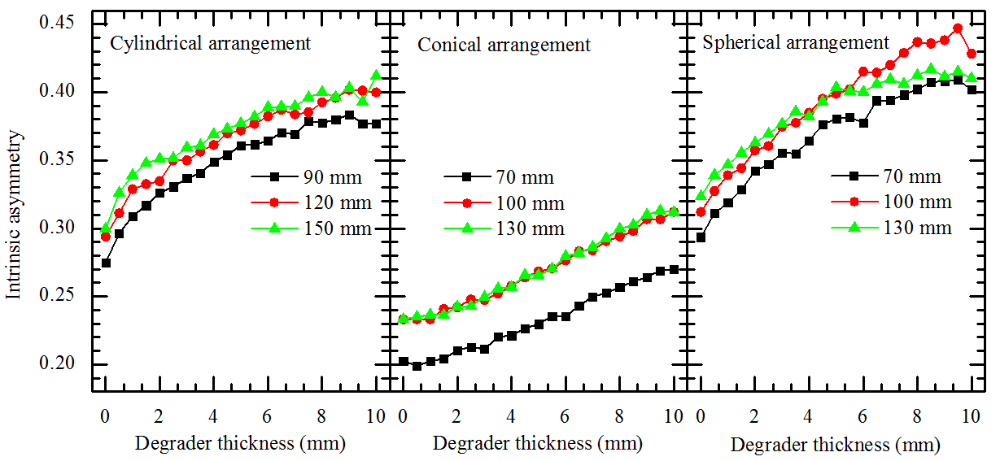 Cylindrical arrangement
Conical arrangement
Spherical arrangement
0.45
0.40
0.35
0.30
0.25
0.20
Intrinsic asymmetry
90 mm
120 mm
150 mm
70 mm
100 mm
130 mm
70 mm
100 mm
130 mm
0 2 4 6 8 10
0 2 4 6 8 10
0 2 4 6 8 10
Degrader thickness (mm)
Degrader thickness (mm)
Degrader thickness (mm)